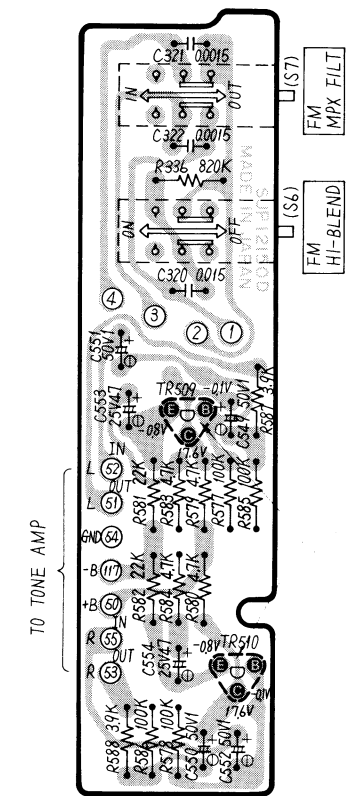 C321 0.0015
IN
OUT
(S7)
FM
MPX FILT
C322 0.0015
R336 820K
SJP12150D
MADE IN JAPAN
ON
OFF
(S6)
FM
HI-BLEND
C320 0.015
4
3
2
1
C551
50V1
C553
25V47
TR509 -0.1V
E
B
C
-0.8V
17.6V
50V1
R587 3.9K
TO TONE AMP
IN
L 52
OUT
L 51
GND 54
-B 117
+B 50
IN
R 55
OUT
R 53
R581 22K
R583 4.7K
R579 4.7K
R577 100K
R585 100K
R582 22K
R584 4.7K
R580 4.7K
C554
25V47
-0.8V TR510
E
B
C
-0.1V
17.6V
R588 3.9K
R586 100K
R578 100K
C550 50V1
C552 50V1